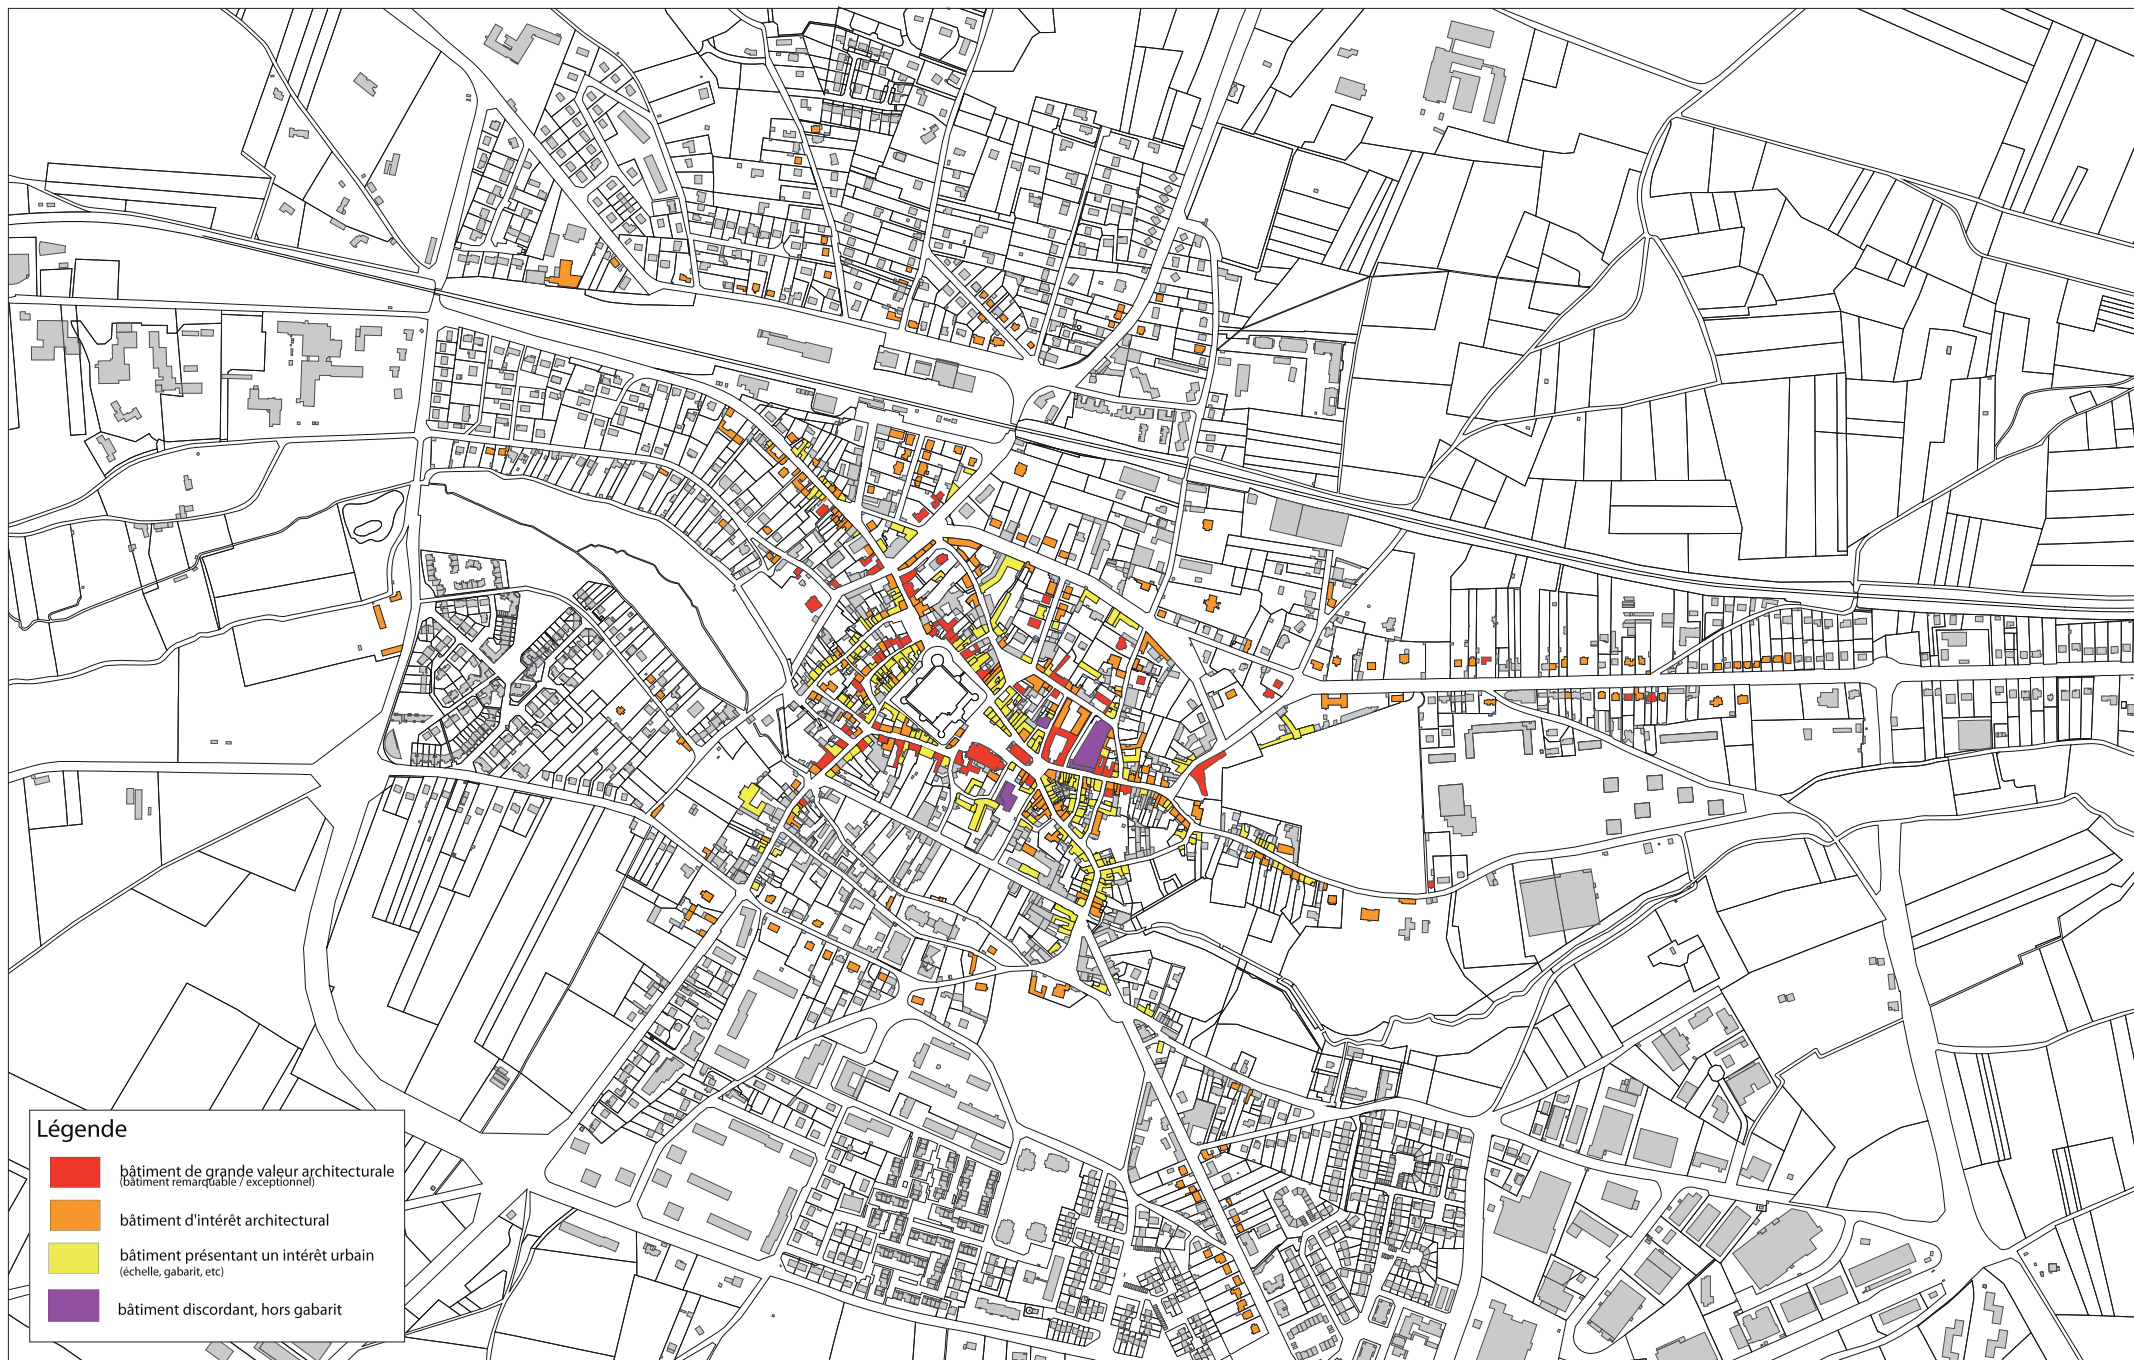 Légende
bâtiment de grande valeur architecturale
(bâtiment remarquable / exceptionnel)
bâtiment d'intérêt architectural
bâtiment présentant un intérêt urbain
(échelle, gabarit, etc)
bâtiment discordant, hors gabarit